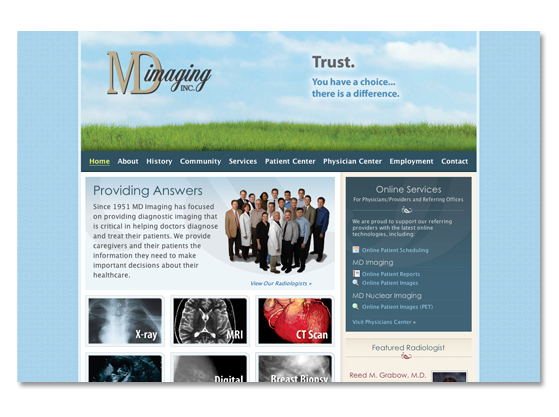 MD imaging INC.
Trust.
You have a choice...
there is a difference.
Home About History Community Services Patient Center Physician Center Employment Contact
Providing Answers
Since 1951 MD Imaging has focused
on providing diagnostic imaging that
is critical in helping doctors diagnose
and treat their patients. We provide
caregivers and their patients the
information they need to make
important decisions about their
healthcare.
View Our Radiologists »
X-ray
MRI
CT Scan
Digital
Breast Biopsy
Online Services
For Physicians/Providers and Referring Offices
We are proud to support our referring
providers with the latest online
technologies, including:
Online Patient Scheduling
MD Imaging
Online Patient Reports
Online Patient Images
MD Nuclear Imaging
Online Patient Images (PET)
Visit Physicians Center »
Featured Radiologist
Reed M. Grabow, M.D.